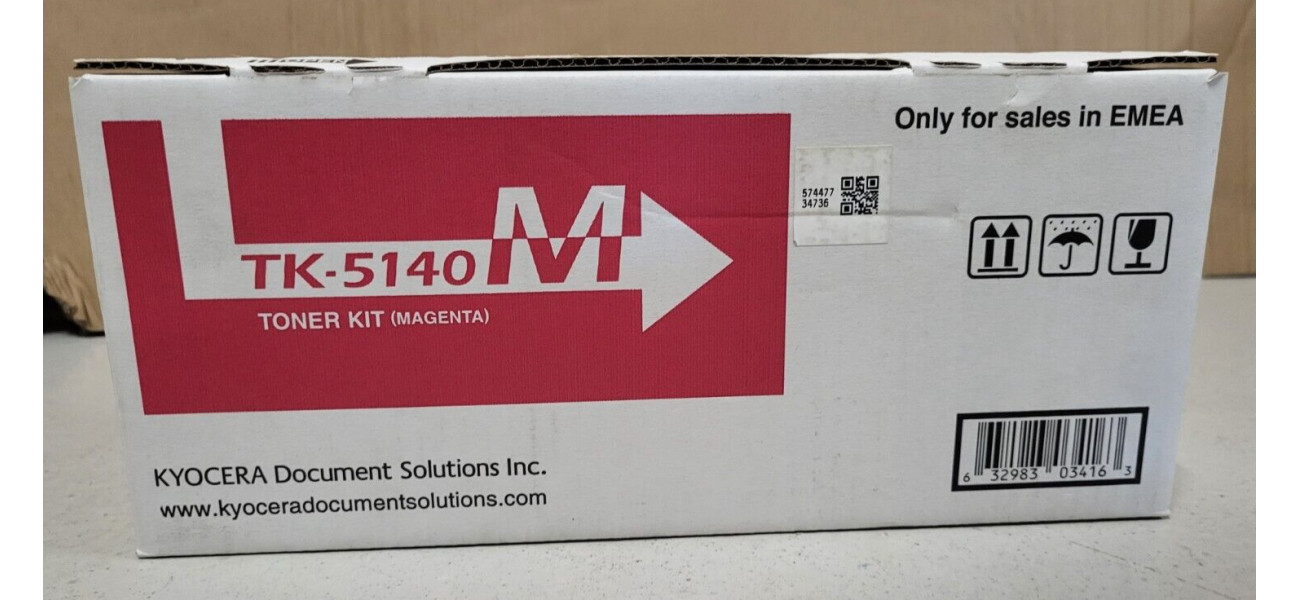 Only for sales in EMEA
574477
34736
TK-5140 M
TONER KIT (MAGENTA)
KYOCERA Document Solutions Inc.
www.kyoceradocumentsolutions.com
6 32983 03416 3